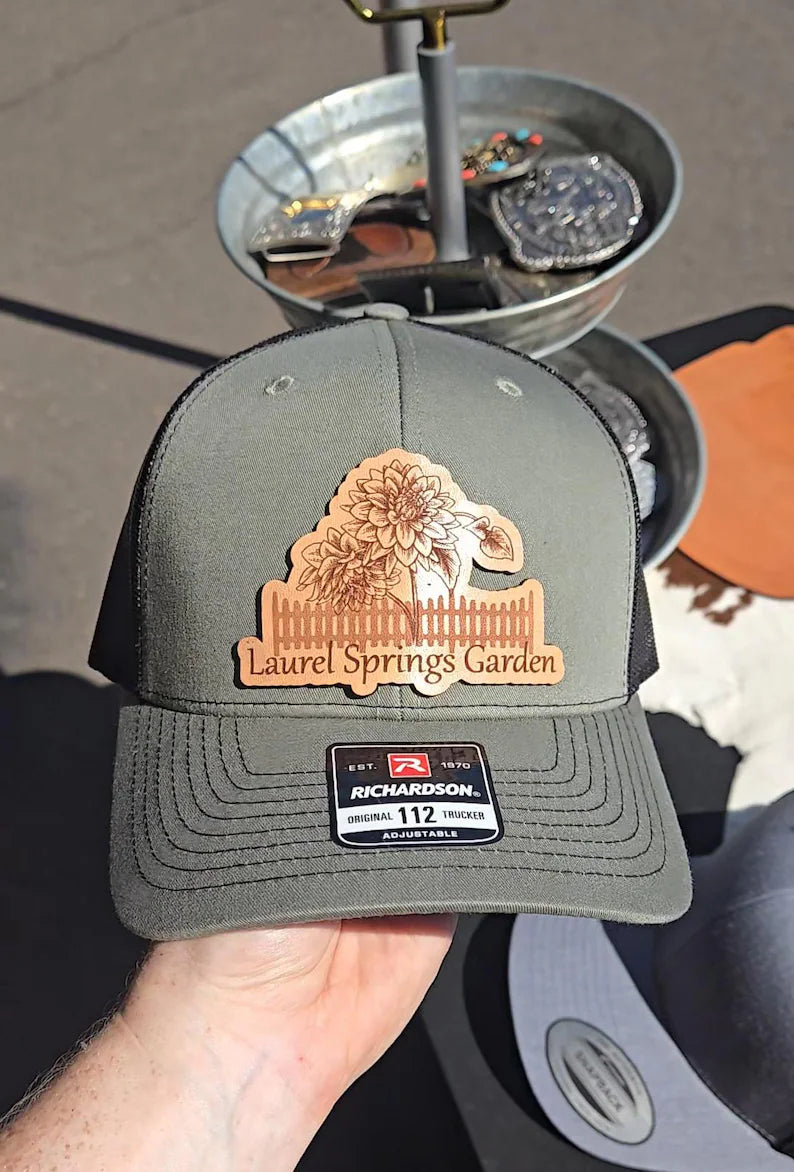 Laurel Springs Garden
EST. R 1970
RICHARDSON®
ORIGINAL 112 TRUCKER
ADJUSTABLE